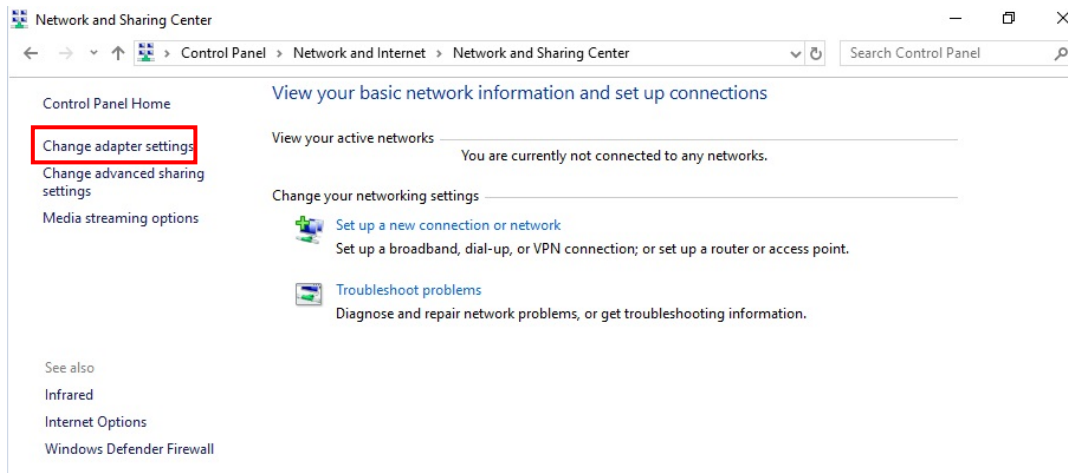 Network and Sharing Center
Control Panel > Network and Internet > Network and Sharing Center
Search Control Panel
Control Panel Home
Change adapter settings
Change advanced sharing
settings
Media streaming options
View your basic network information and set up connections
View your active networks
You are currently not connected to any networks.
Change your networking settings
Set up a new connection or network
Set up a broadband, dial-up, or VPN connection; or set up a router or access point.
Troubleshoot problems
Diagnose and repair network problems, or get troubleshooting information.
See also
Infrared
Internet Options
Windows Defender Firewall